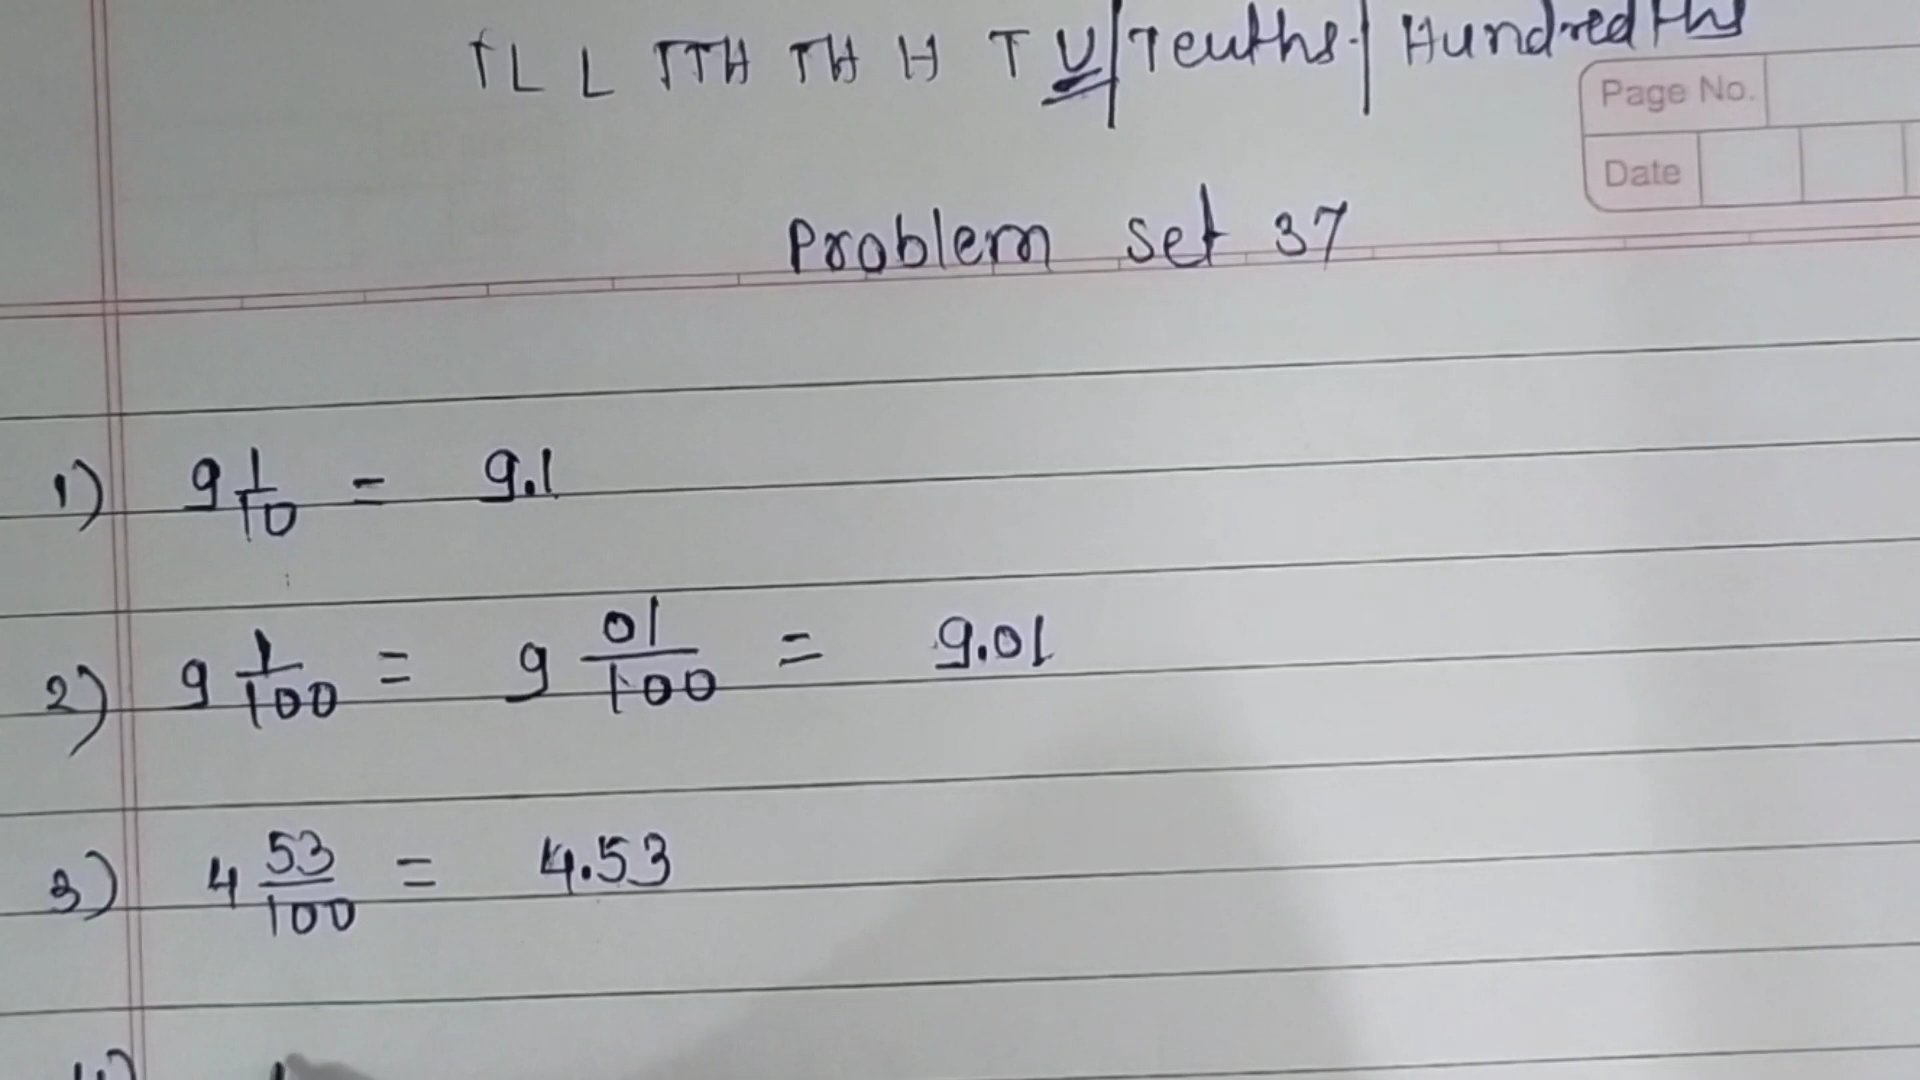 TL L TTH TH H T U/Tenths./Hundredths
Page No.
Date
Problem set 37
1) 9 1/10 = 9.1
2) 9 1/100 = 9 01/100 = 9.01
3) 4 53/100 = 4.53